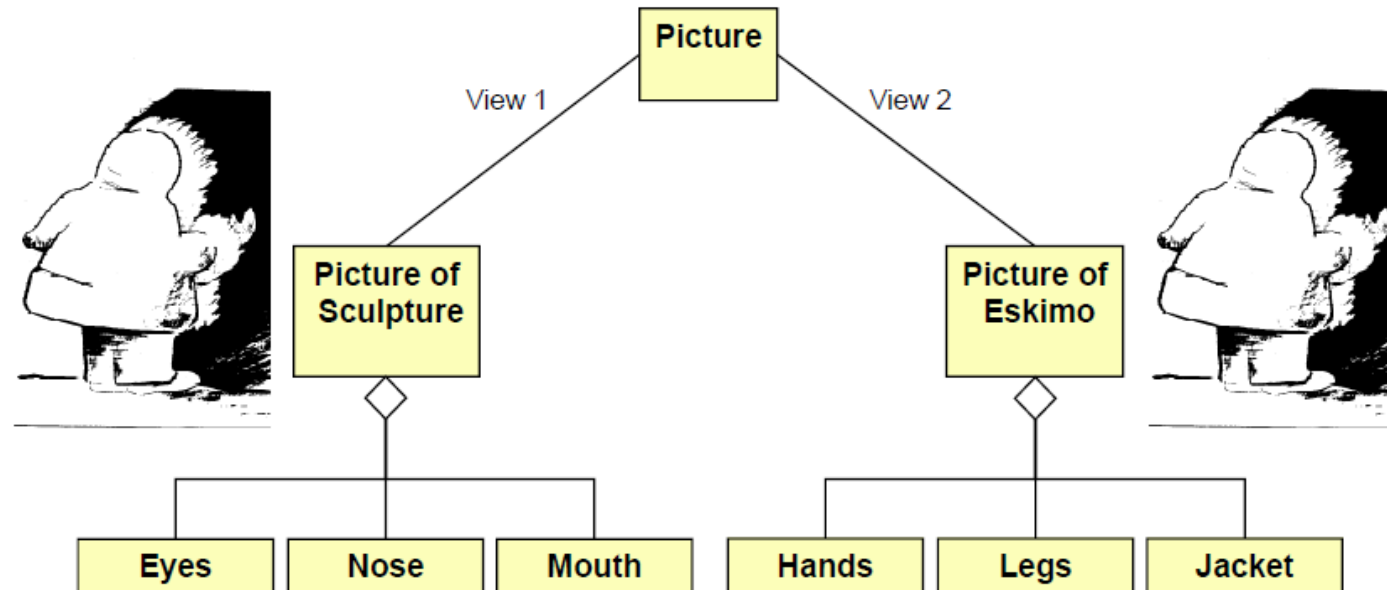 Picture
View 1
View 2
Picture of
Sculpture
Picture of
Eskimo
Eyes
Nose
Mouth
Hands
Legs
Jacket